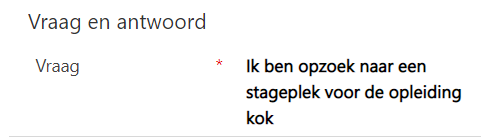 Vraag en antwoord
Vraag * Ik ben opzoek naar een
stageplek voor de opleiding
kok